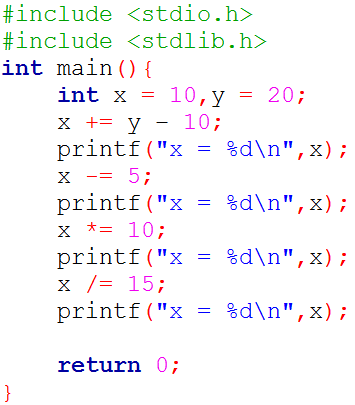 #include <stdio.h>
#include <stdlib.h>
int main(){
    int x = 10,y = 20;
    x += y - 10;
    printf("x = %d\n",x);
    x -= 5;
    printf("x = %d\n",x);
    x *= 10;
    printf("x = %d\n",x);
    x /= 15;
    printf("x = %d\n",x);

    return 0;
}